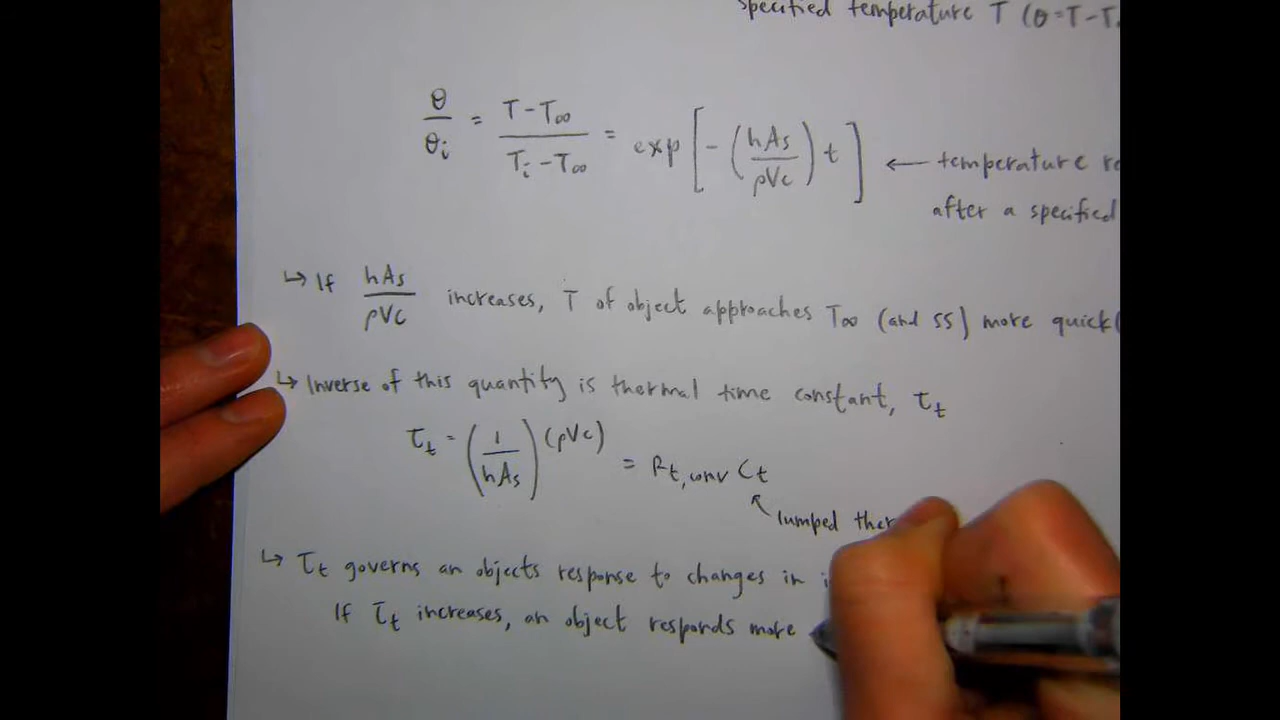 specified temperature T (θ=T-T
θ/θi = (T-T∞)/(Ti-T∞) = exp[-(hAs/ρVc)t] ← temperature
after a specified
↳ If hAs/ρVc increases, T of object approaches T∞ (and SS) more
↳ Inverse of this quantity is thermal time constant, τt
τt = (1/hAs)(ρVc) = Rt,conv Ct
↖ lumped
↳ τt governs an objects response to changes in
If τt increases, an object responds more